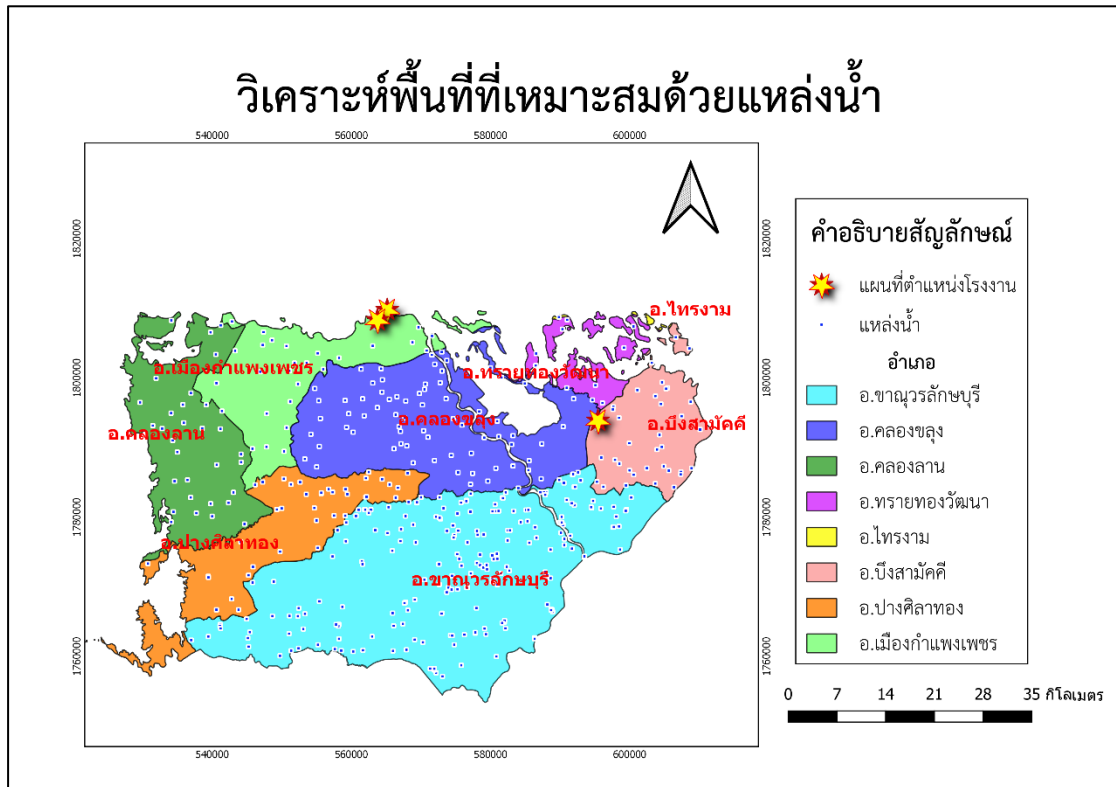 วิเคราะห์พื้นที่ที่เหมาะสมด้วยแหล่งน้ำ
540000 560000 580000 600000
1820000 1820000
1800000 1800000
1780000 1780000
1760000 1760000
อ.ไทรงาม
อ.เมืองกำแพงเพชร
อ.ทรายทองวัฒนา
อ.คลองลาน
อ.คลองขลุง
อ.บึงสามัคคี
อ.ปางศิลาทอง
อ.ขาณุวรลักษบุรี
540000 560000 580000 600000
คำอธิบายสัญลักษณ์
แผนที่ตำแหน่งโรงงาน
แหล่งน้ำ
อำเภอ
อ.ขาณุวรลักษบุรี
อ.คลองขลุง
อ.คลองลาน
อ.ทรายทองวัฒนา
อ.ไทรงาม
อ.บึงสามัคคี
อ.ปางศิลาทอง
อ.เมืองกำแพงเพชร
0 7 14 21 28 35 กิโลเมตร